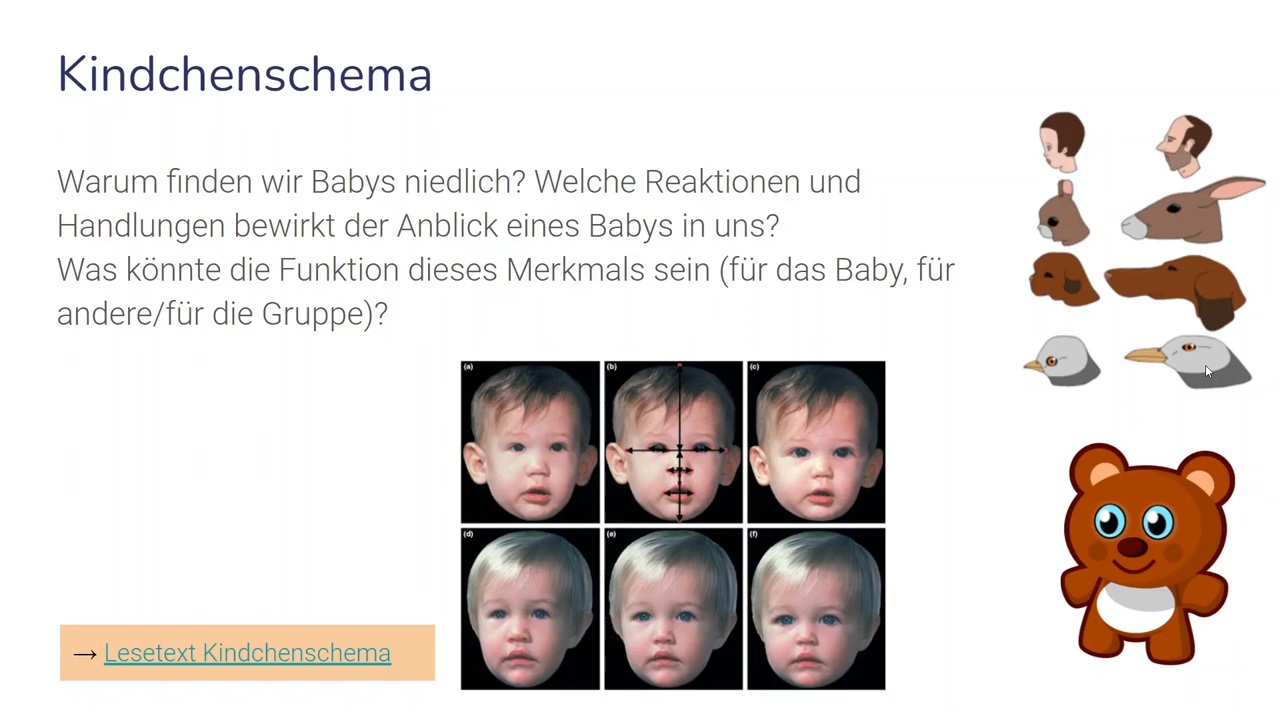 Kindchenschema
Warum finden wir Babys niedlich? Welche Reaktionen und
Handlungen bewirkt der Anblick eines Babys in uns?
Was könnte die Funktion dieses Merkmals sein (für das Baby, für
andere/für die Gruppe)?
(a)
(b)
(c)
(d)
(e)
(f)
→ Lesetext Kindchenschema